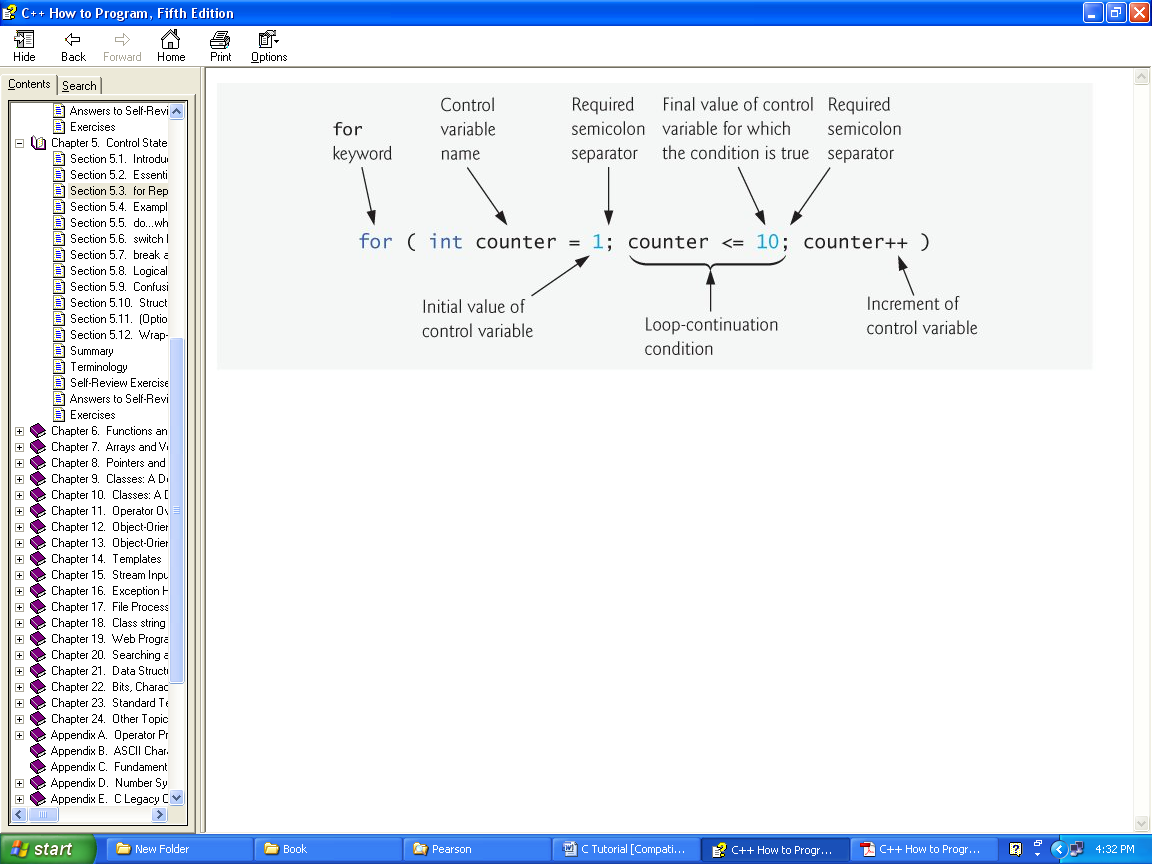 C++ How to Program, Fifth Edition
Hide Back Forward Home Print Options
Contents Search
Answers to Self-Revi
Exercises
Chapter 5. Control State
Section 5.1. Introdu
Section 5.2. Essenti
Section 5.3. for Rep
Section 5.4. Exampl
Section 5.5. do...wh
Section 5.6. switch
Section 5.7. break a
Section 5.8. Logical
Section 5.9. Confusi
Section 5.10. Struct
Section 5.11. (Optio
Section 5.12. Wrap-
Summary
Terminology
Self-Review Exercise
Answers to Self-Revi
Exercises
Chapter 6. Functions an
Chapter 7. Arrays and Ve
Chapter 8. Pointers and
Chapter 9. Classes: A De
Chapter 10. Classes: A D
Chapter 11. Operator Ov
Chapter 12. Object-Orien
Chapter 13. Object-Orien
Chapter 14. Templates
Chapter 15. Stream Inpu
Chapter 16. Exception H
Chapter 17. File Process
Chapter 18. Class string
Chapter 19. Web Progra
Chapter 20. Searching a
Chapter 21. Data Structu
Chapter 22. Bits, Charac
Chapter 23. Standard Te
Chapter 24. Other Topic
Appendix A. Operator Pr
Appendix B. ASCII Char
Appendix C. Fundament
Appendix D. Number Sy
Appendix E. C Legacy C
for
keyword
Control
variable
name
Required
semicolon
separator
Final value of control
variable for which
the condition is true
Required
semicolon
separator
for ( int counter = 1; counter <= 10; counter++ )
Initial value of
control variable
Loop-continuation
condition
Increment of
control variable
start New Folder Book Pearson C Tutorial [Compati... C++ How to Progr... C++ How to Progr... 4:32 PM